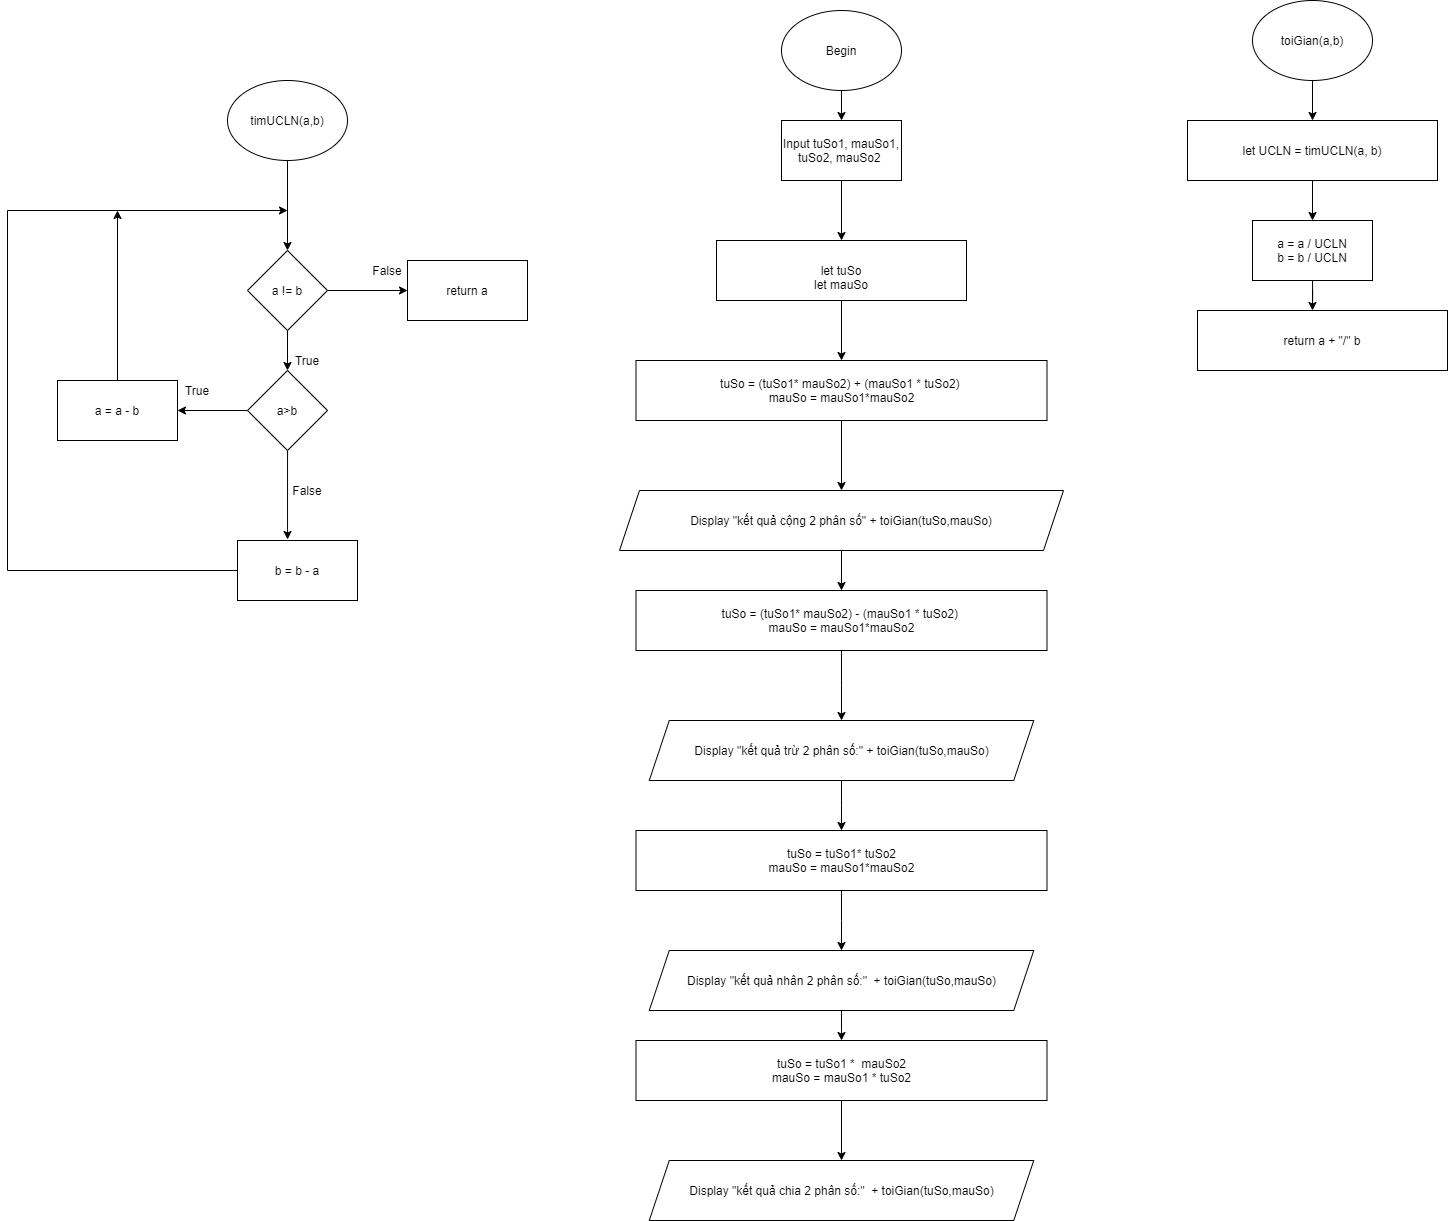 timUCLN(a,b)
a != b
False
return a
True
a>b
True
a = a - b
False
b = b - a
Begin
Input tuSo1, mauSo1,
tuSo2, mauSo2
let tuSo
let mauSo
tuSo = (tuSo1* mauSo2) + (mauSo1 * tuSo2)
mauSo = mauSo1*mauSo2
Display "kết quả cộng 2 phân số" + toiGian(tuSo,mauSo)
tuSo = (tuSo1* mauSo2) - (mauSo1 * tuSo2)
mauSo = mauSo1*mauSo2
Display "kết quả trừ 2 phân số:" + toiGian(tuSo,mauSo)
tuSo = tuSo1* tuSo2
mauSo = mauSo1*mauSo2
Display "kết quả nhân 2 phân số:"  + toiGian(tuSo,mauSo)
tuSo = tuSo1 *  mauSo2
mauSo = mauSo1 * tuSo2
Display "kết quả chia 2 phân số:"  + toiGian(tuSo,mauSo)
toiGian(a,b)
let UCLN = timUCLN(a, b)
a = a / UCLN
b = b / UCLN
return a + "/" b